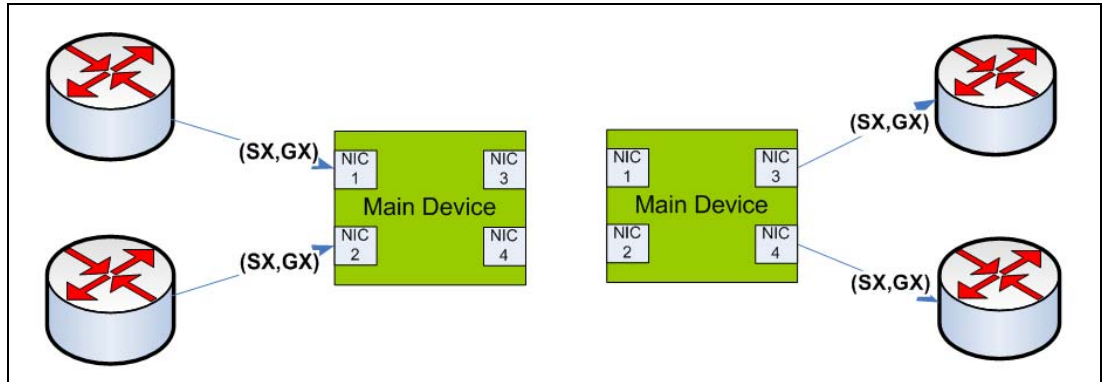 (SX,GX)
NIC
1
NIC
3
Main Device
NIC
2
NIC
4
(SX,GX)
NIC
1
NIC
3
Main Device
NIC
2
NIC
4
(SX,GX)
(SX,GX)